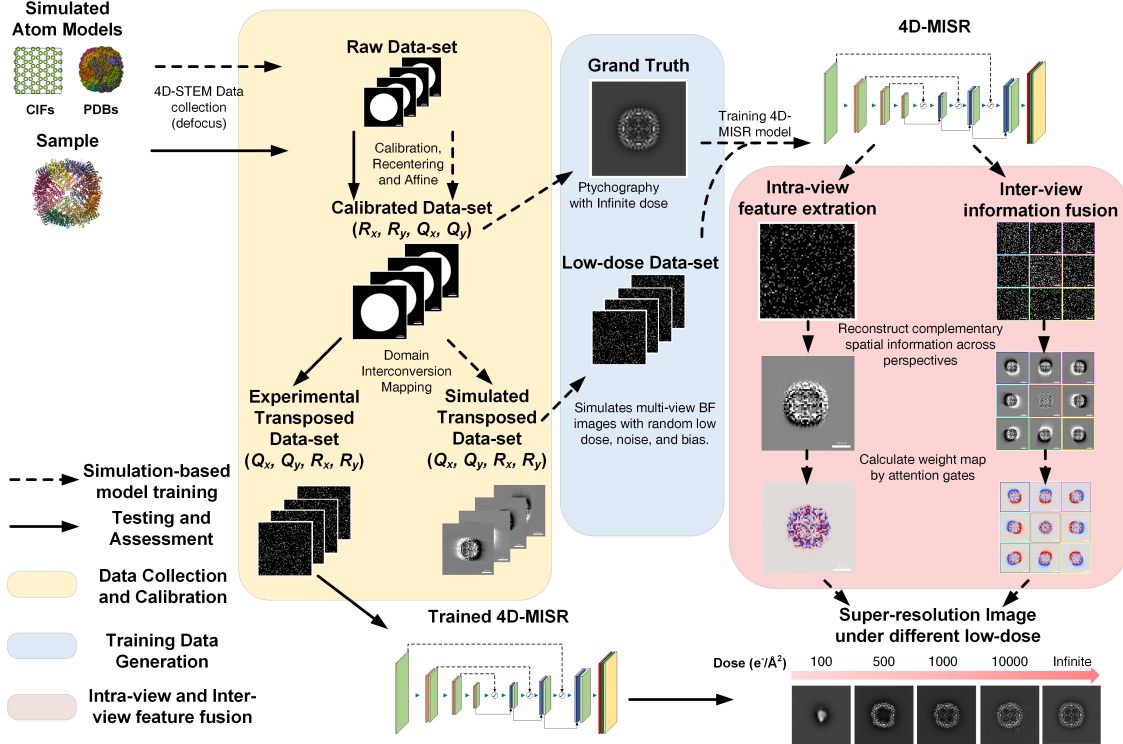 Simulated
Atom Models
CIFs
PDBs
Sample
4D-STEM Data
collection
(defocus)
Raw Data-set
Calibration,
Recentering
and Affine
Calibrated Data-set
(Rx, Ry, Qx, Qy)
Domain
Interconversion
Mapping
Experimental
Transposed
Data-set
(Qx, Qy, Rx, Ry)
Simulated
Transposed
Data-set
(Qx, Qy, Rx, Ry)
Grand Truth
Ptychography
with Infinite dose
Low-dose Data-set
Simulates multi-view BF
images with random low
dose, noise, and bias.
Training 4D-
MISR model
4D-MISR
Intra-view
feature extration
Inter-view
information fusion
Reconstruct complementary
spatial information across
perspectives
Calculate weight map
by attention gates
Super-resolution Image
under different low-dose
Dose (e⁻/Å²)
100
500
1000
10000
Infinite
Trained 4D-MISR
Simulation-based
model training
Testing and
Assessment
Data Collection
and Calibration
Training Data
Generation
Intra-view and Inter-
view feature fusion